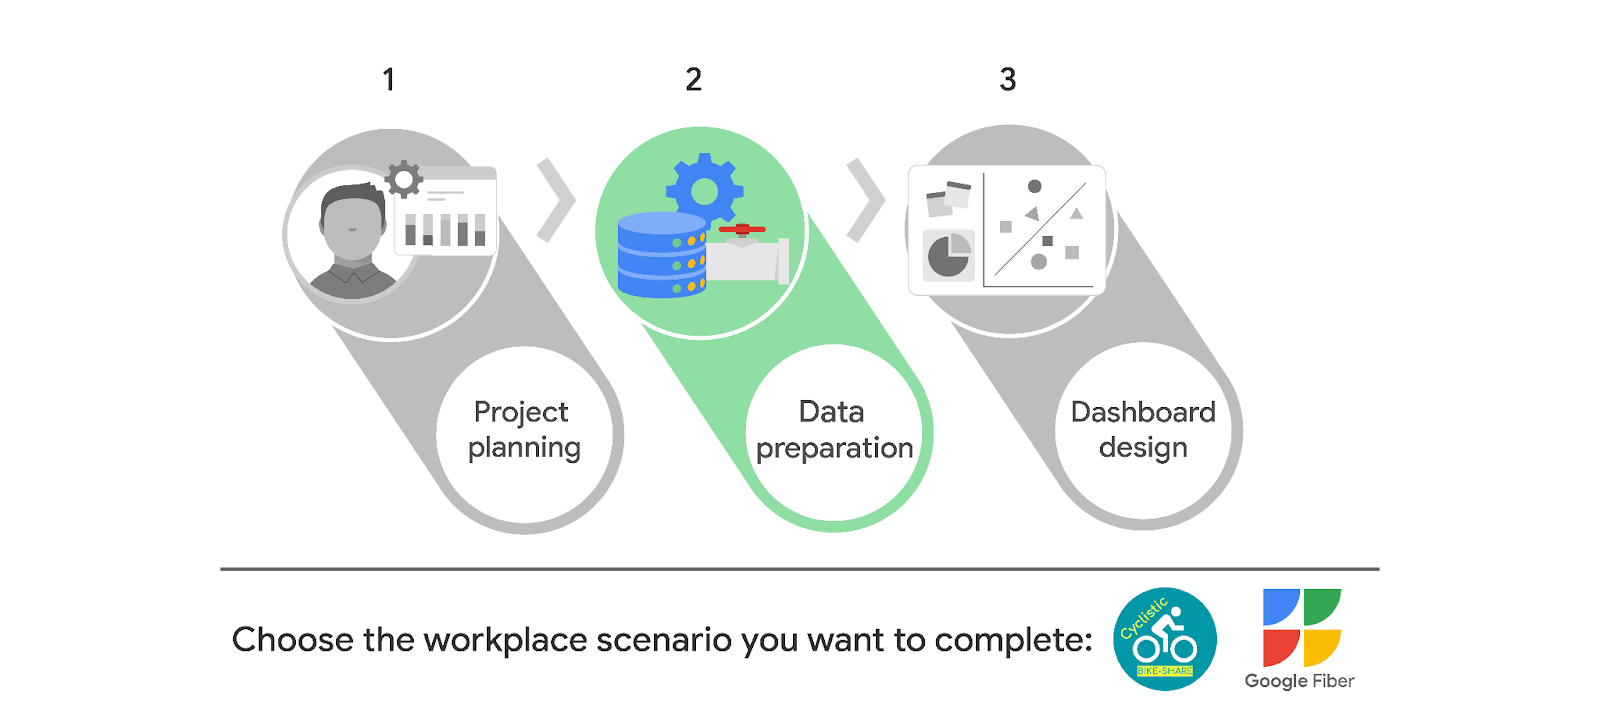 1
2
3
Project
planning
Data
preparation
Dashboard
design
Choose the workplace scenario you want to complete:
Cyclistic
BIKE-SHARE
Google Fiber